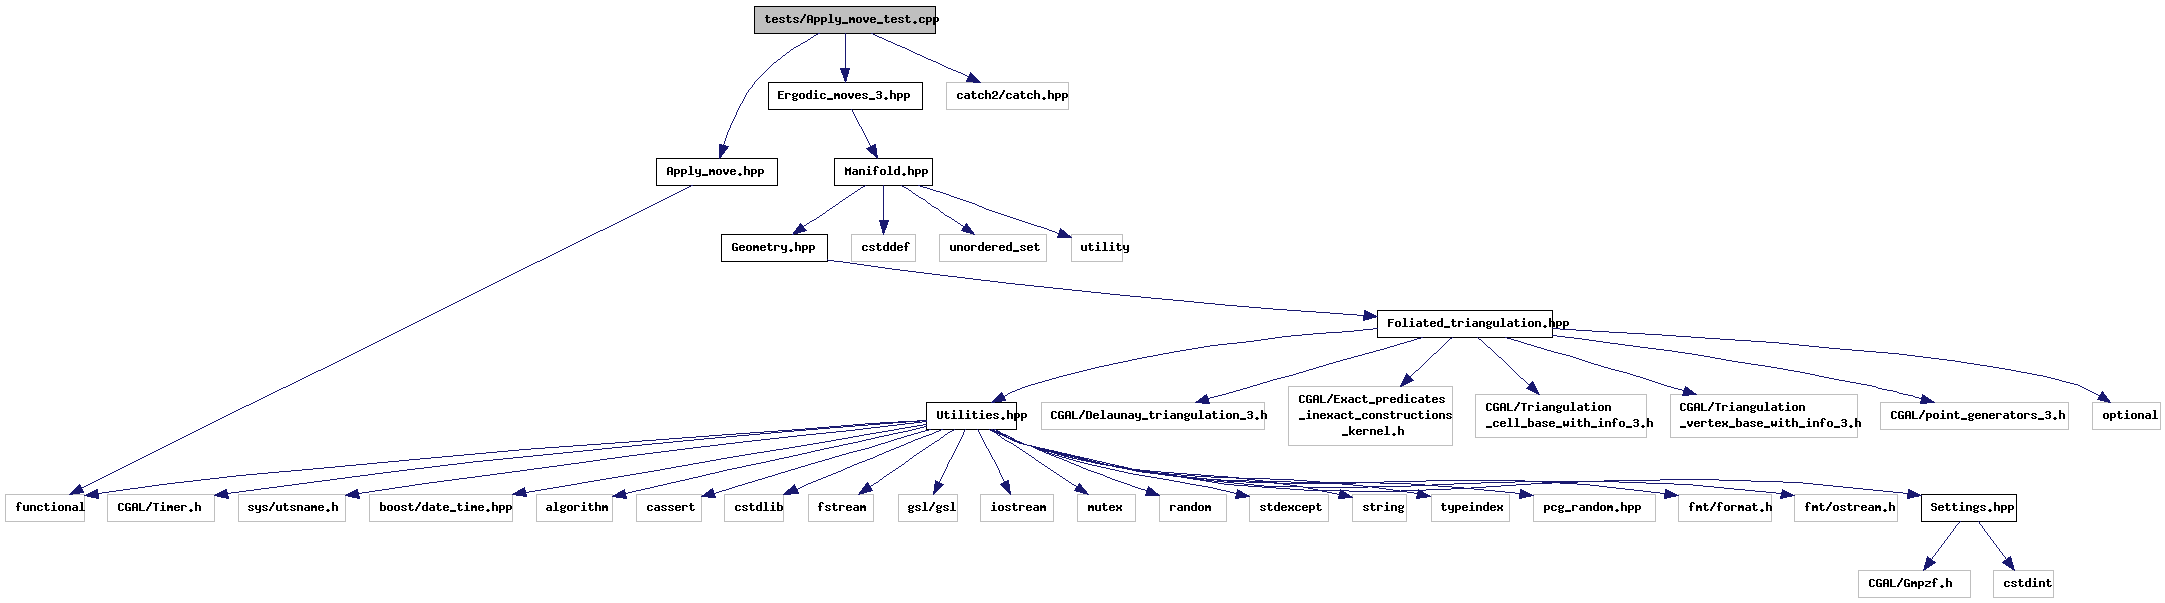 tests/Apply_move_test.cpp
Ergodic_moves_3.hpp
catch2/catch.hpp
Apply_move.hpp
Manifold.hpp
Geometry.hpp
cstddef
unordered_set
utility
Foliated_triangulation.hpp
Utilities.hpp
CGAL/Delaunay_triangulation_3.h
CGAL/Exact_predicates
_inexact_constructions
_kernel.h
CGAL/Triangulation
_cell_base_with_info_3.h
CGAL/Triangulation
_vertex_base_with_info_3.h
CGAL/point_generators_3.h
optional
functional
CGAL/Timer.h
sys/utsname.h
boost/date_time.hpp
algorithm
cassert
cstdlib
fstream
gsl/gsl
iostream
mutex
random
stdexcept
string
typeindex
pcg_random.hpp
fmt/format.h
fmt/ostream.h
Settings.hpp
CGAL/Gmpzf.h
cstdint